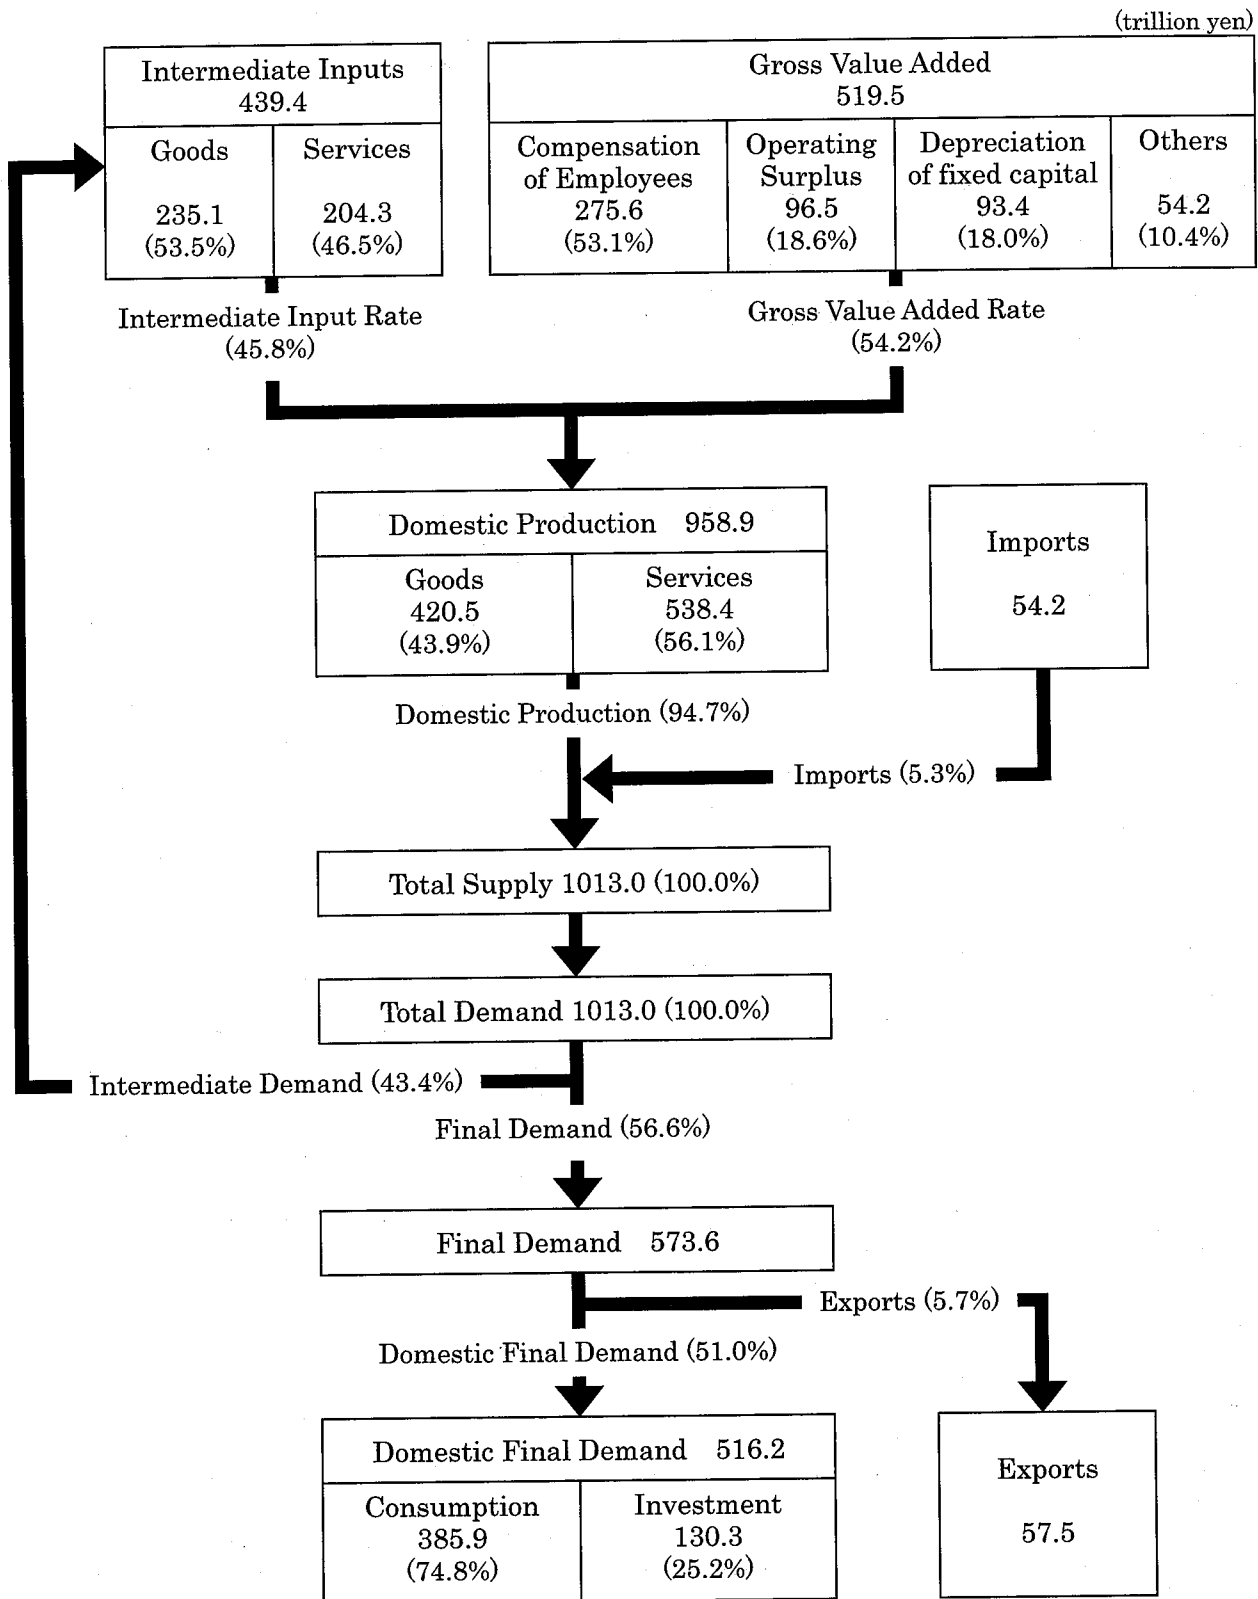 (trillion yen)
Intermediate Inputs
439.4
Goods
235.1
(53.5%)
Services
204.3
(46.5%)
Gross Value Added
519.5
Compensation
of Employees
275.6
(53.1%)
Operating
Surplus
96.5
(18.6%)
Depreciation
of fixed capital
93.4
(18.0%)
Others
54.2
(10.4%)
Intermediate Input Rate
(45.8%)
Gross Value Added Rate
(54.2%)
Domestic Production 958.9
Goods
420.5
(43.9%)
Services
538.4
(56.1%)
Imports
54.2
Domestic Production (94.7%)
Imports (5.3%)
Total Supply 1013.0 (100.0%)
Total Demand 1013.0 (100.0%)
Intermediate Demand (43.4%)
Final Demand (56.6%)
Final Demand 573.6
Exports (5.7%)
Domestic Final Demand (51.0%)
Domestic Final Demand 516.2
Consumption
385.9
(74.8%)
Investment
130.3
(25.2%)
Exports
57.5